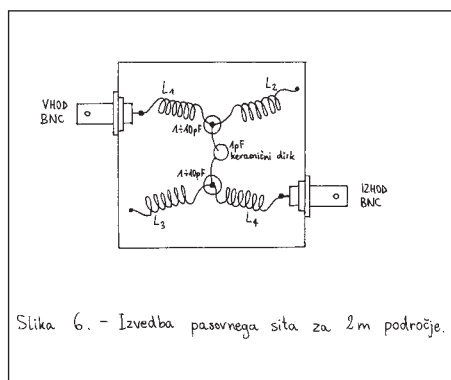 L1
L2
VHOD
BNC
1÷10pF
1pF
keramični disk
1÷10pF
IZHOD
BNC
L3
L4
Slika 6. - Izvedba pasovnega sita za 2m področje.